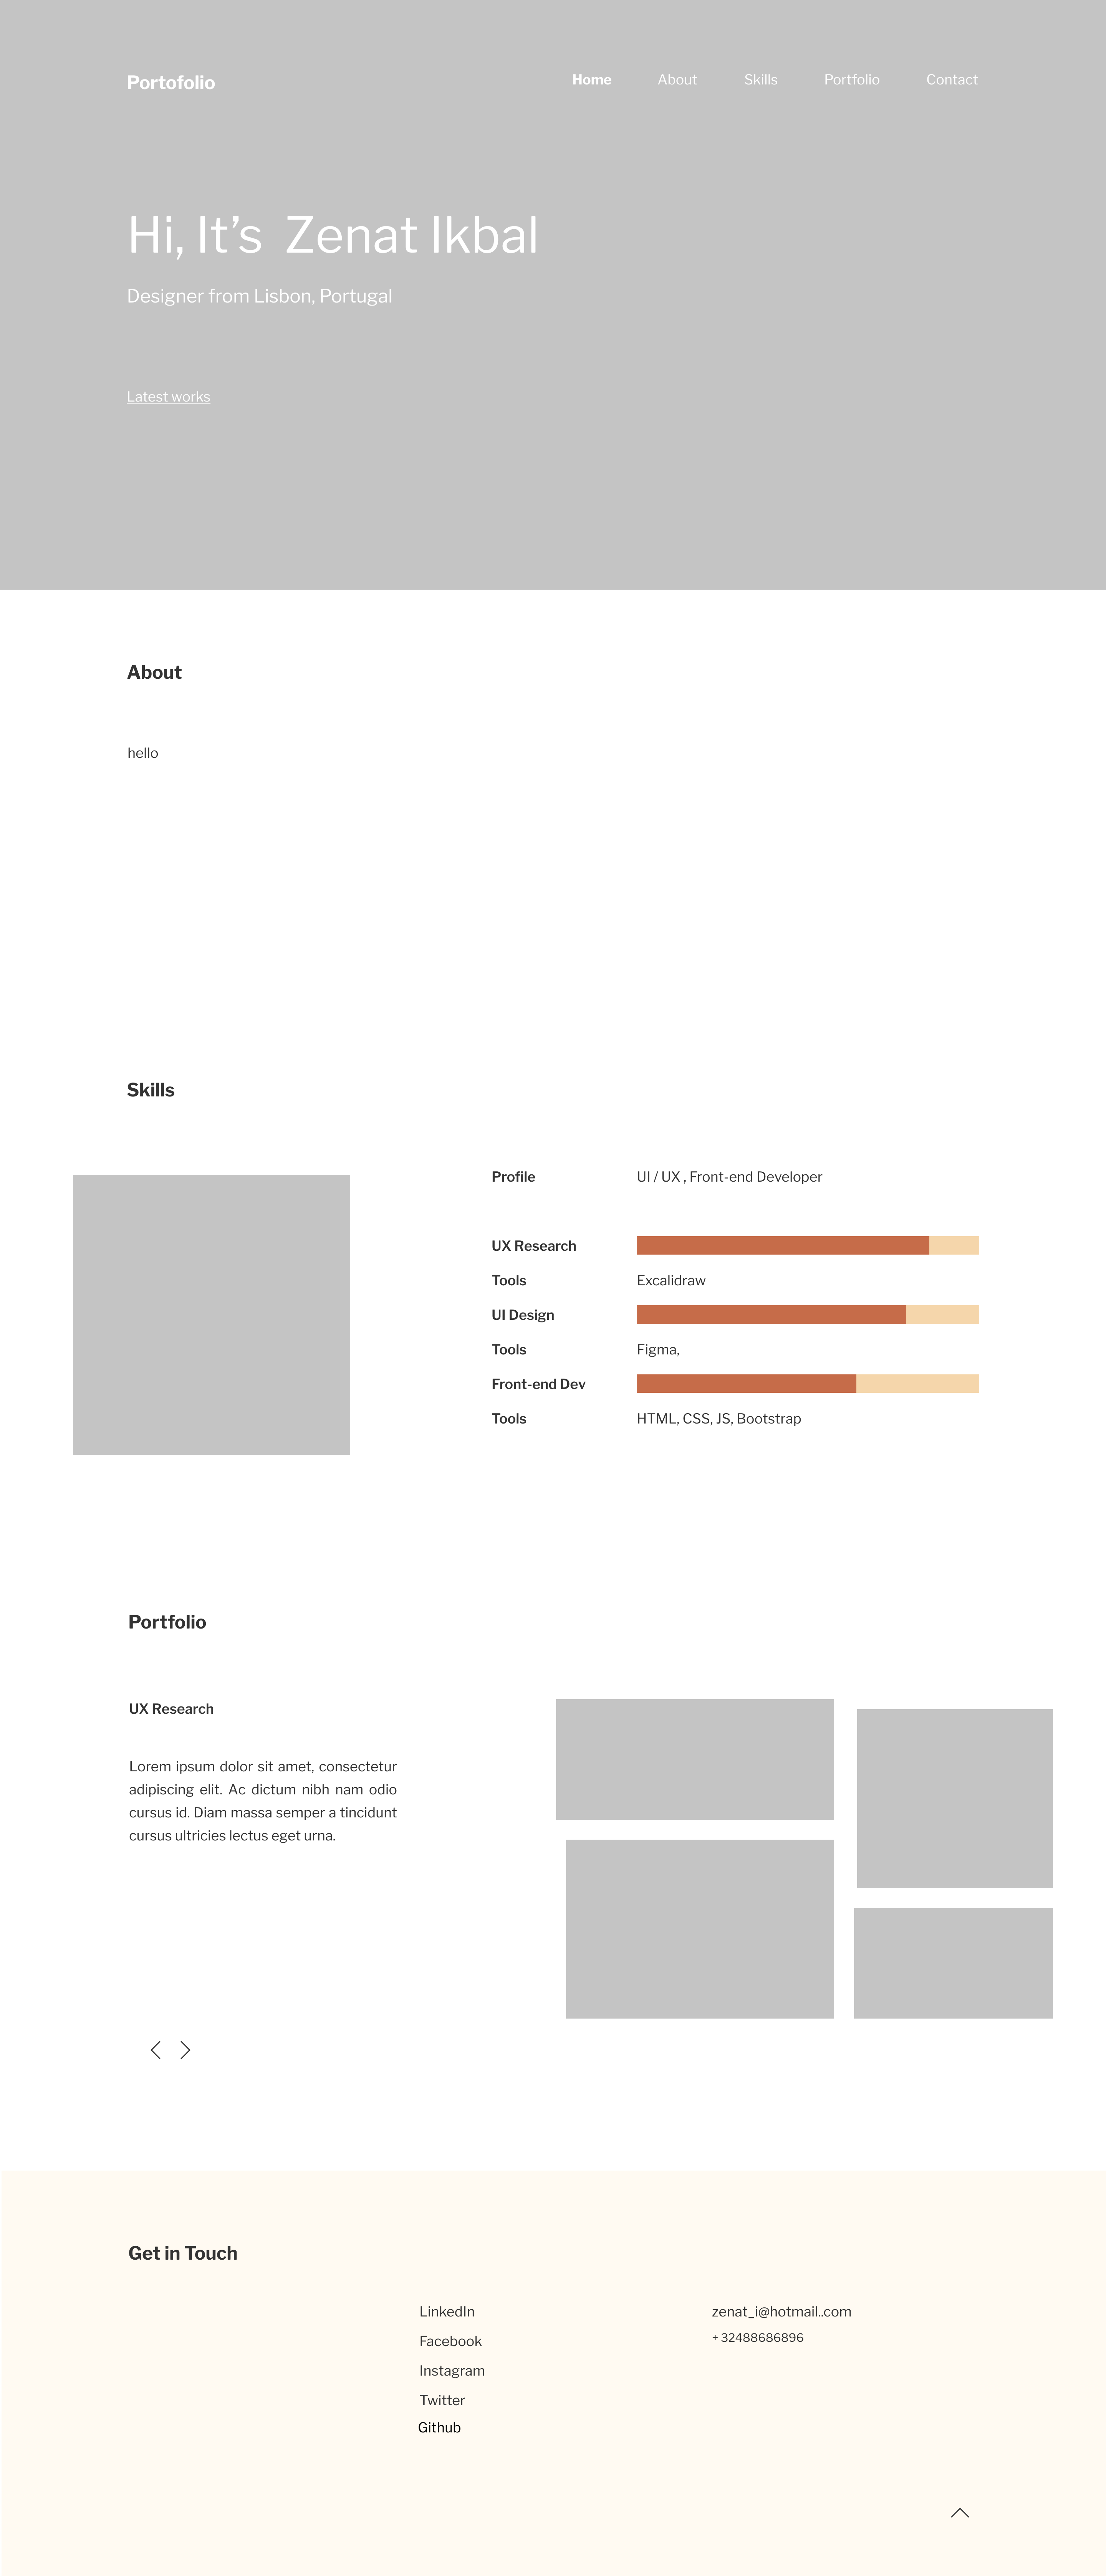 Portofolio
Home About Skills Portfolio Contact
Hi, It’s Zenat Ikbal
Designer from Lisbon, Portugal
Latest works
About
hello
Skills
Profile UI / UX , Front-end Developer
UX Research
Tools Excalidraw
UI Design
Tools Figma,
Front-end Dev
Tools HTML, CSS, JS, Bootstrap
Portfolio
UX Research
Lorem ipsum dolor sit amet, consectetur
adipiscing elit. Ac dictum nibh nam odio
cursus id. Diam massa semper a tincidunt
cursus ultricies lectus eget urna.
Get in Touch
LinkedIn
Facebook
Instagram
Twitter
Github
zenat_i@hotmail..com
+ 32488686896